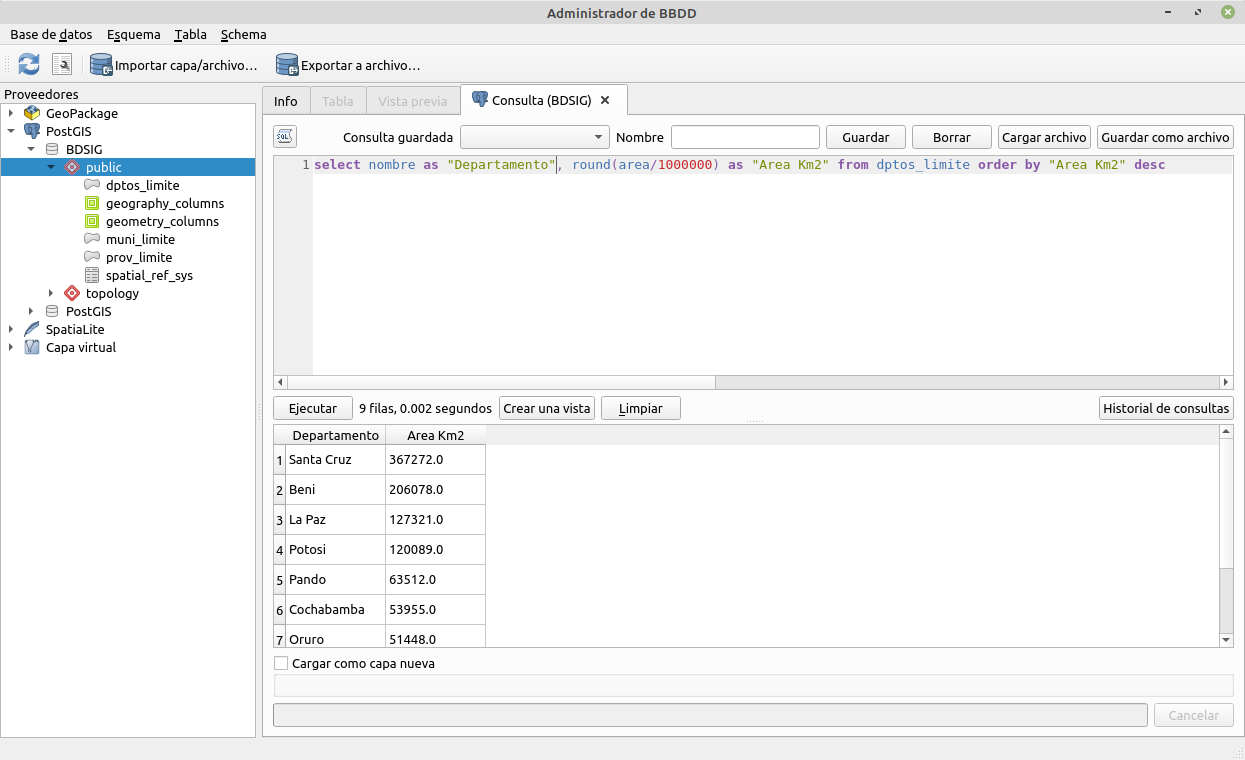 Administrador de BBDD
Base de datos Esquema Tabla Schema
Importar capa/archivo... Exportar a archivo...
Proveedores
GeoPackage
PostGIS
BDSIG
public
dptos_limite
geography_columns
geometry_columns
muni_limite
prov_limite
spatial_ref_sys
topology
PostGIS
SpatiaLite
Capa virtual
Info Tabla Vista previa Consulta (BDSIG)
SQL Consulta guardada Nombre Guardar Borrar Cargar archivo Guardar como archivo
1 select nombre as "Departamento", round(area/1000000) as "Area Km2" from dptos_limite order by "Area Km2" desc
Ejecutar 9 filas, 0.002 segundos Crear una vista Limpiar Historial de consultas
Departamento Area Km2
1 Santa Cruz 367272.0
2 Beni 206078.0
3 La Paz 127321.0
4 Potosi 120089.0
5 Pando 63512.0
6 Cochabamba 53955.0
7 Oruro 51448.0
Cargar como capa nueva
Cancelar